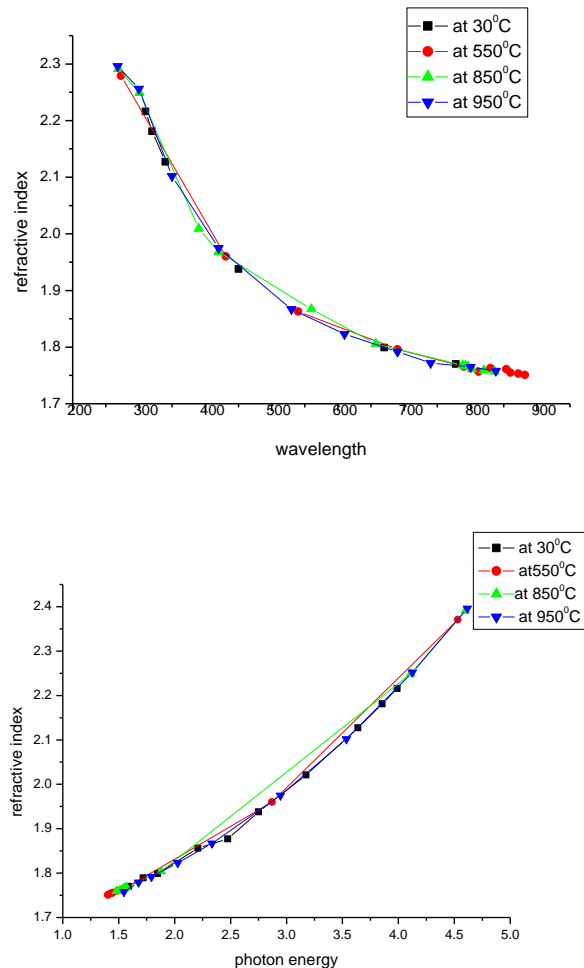 at 30⁰C
at 550⁰C
at 850⁰C
at 950⁰C
2.3
2.2
2.1
2.0
1.9
1.8
1.7
refractive index
200 300 400 500 600 700 800 900
wavelength
at 30⁰C
at550⁰C
at 850⁰C
at 950⁰C
2.4
2.3
2.2
2.1
2.0
1.9
1.8
1.7
refractive index
1.0 1.5 2.0 2.5 3.0 3.5 4.0 4.5 5.0
photon energy